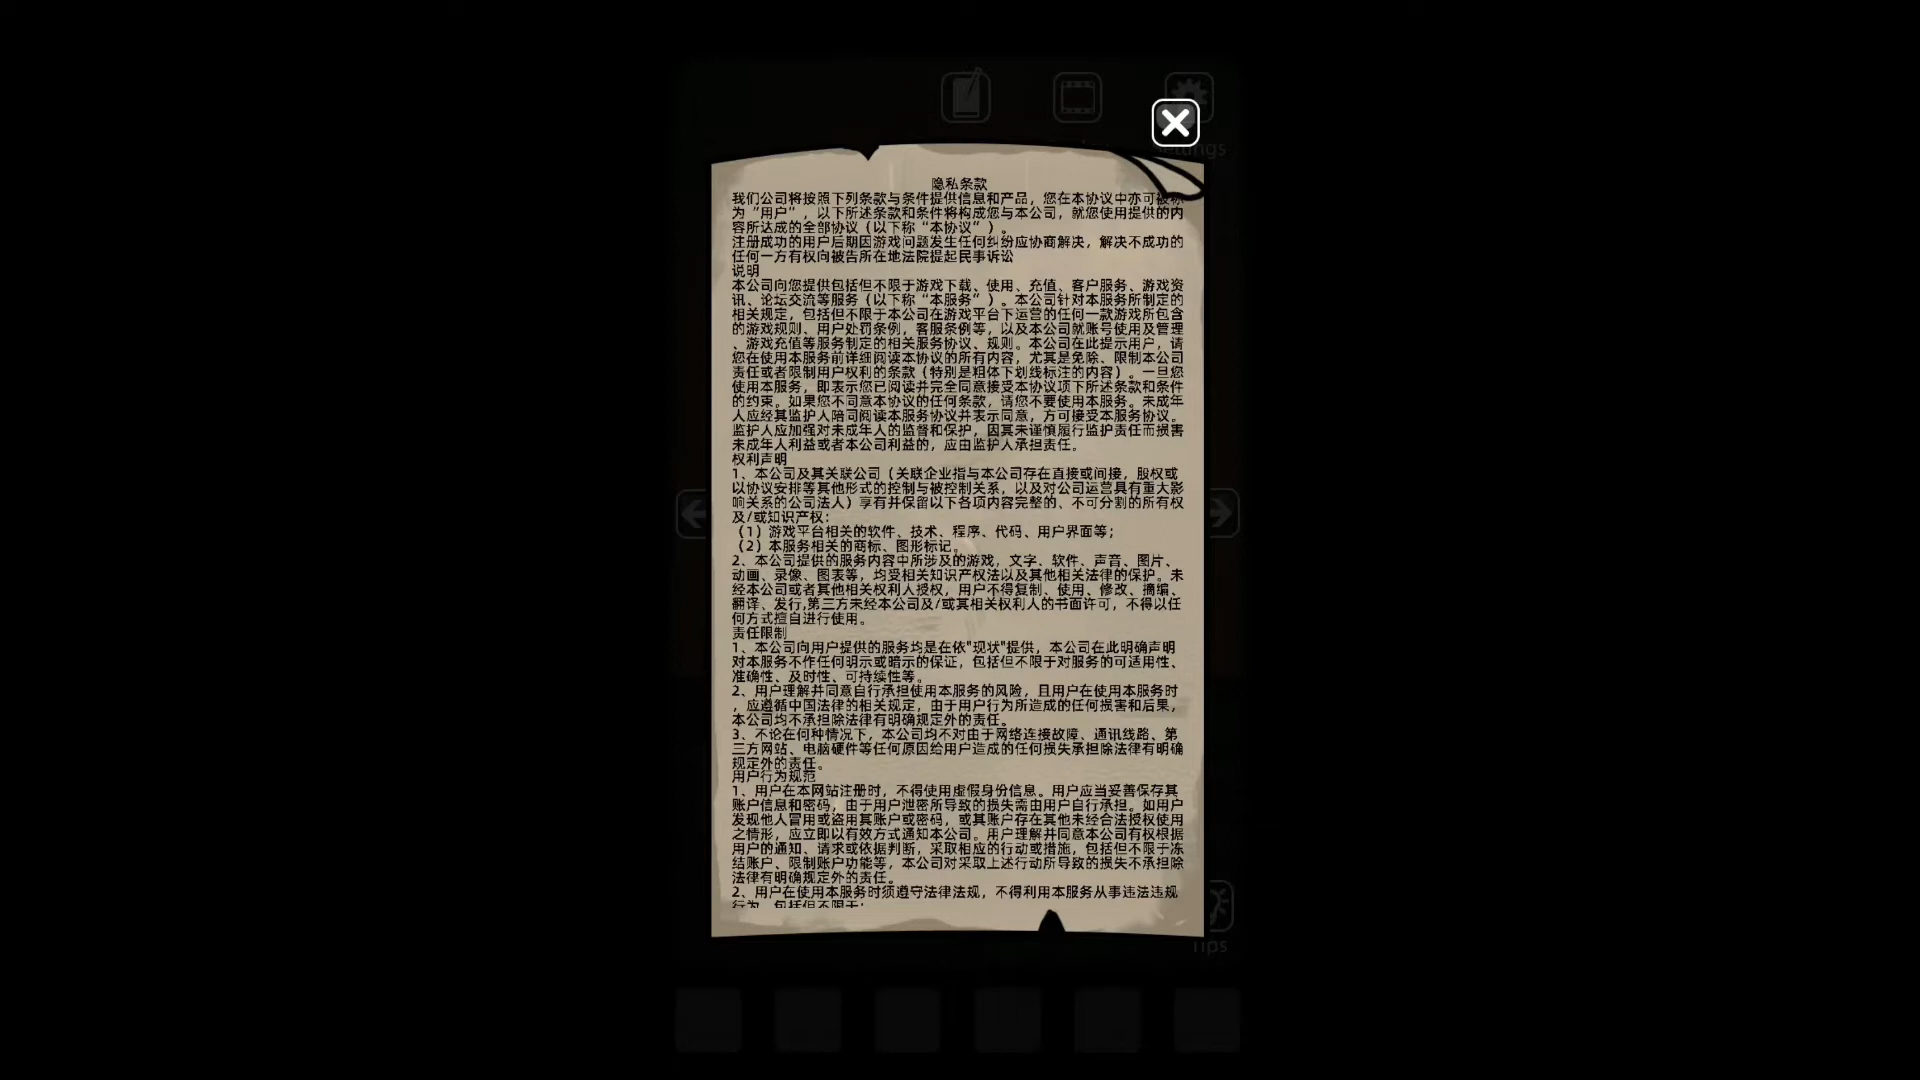 隐私条款
我们公司将按照下列条款与条件提供信息和产品，您在本协议中亦可被称
为“用户”，以下所述条款和条件将构成您与本公司，就您使用提供的内
容所达成的全部协议（以下称“本协议”）。
注册成功的用户后期因游戏问题发生任何纠纷应协商解决，解决不成功的
任何一方有权向被告所在地法院提起民事诉讼
说明
本公司向您提供包括但不限于游戏下载、使用、充值、客户服务、游戏资
讯、论坛交流等服务（以下称“本服务”）。本公司针对本服务所制定的
相关规定，包括但不限于本公司在游戏平台下运营的任何一款游戏所包含
的游戏规则、用户处罚条例，客服条例等，以及本公司就账号使用及管理
、游戏充值等服务制定的相关服务协议、规则。本公司在此提示用户，请
您在使用本服务前详细阅读本协议的所有内容，尤其是免除、限制本公司
责任或者限制用户权利的条款（特别是粗体下划线标注的内容）。一旦您
使用本服务，即表示您已阅读并完全同意接受本协议项下所述条款和条件
的约束。如果您不同意本协议的任何条款，请您不要使用本服务。未成年
人应经其监护人陪同阅读本服务协议并表示同意，方可接受本服务协议。
监护人应加强对未成年人的监督和保护，因其未谨慎履行监护责任而损害
未成年人利益或者本公司利益的，应由监护人承担责任。
权利声明
1、本公司及其关联公司（关联企业指与本公司存在直接或间接，股权或
以协议安排等其他形式的控制与被控制关系，以及对公司运营具有重大影
响关系的公司法人）享有并保留以下各项内容完整的、不可分割的所有权
及/或知识产权：
（1）游戏平台相关的软件、技术、程序、代码、用户界面等；
（2）本服务相关的商标、图形标记。
2、本公司提供的服务内容中所涉及的游戏，文字、软件、声音、图片、
动画、录像、图表等，均受相关知识产权法以及其他相关法律的保护。未
经本公司或者其他相关权利人授权，用户不得复制、使用、修改、摘编、
翻译、发行,第三方未经本公司及/或其相关权利人的书面许可，不得以任
何方式擅自进行使用。
责任限制
1、本公司向用户提供的服务均是在依"现状"提供，本公司在此明确声明
对本服务不作任何明示或暗示的保证，包括但不限于对服务的可适用性、
准确性、及时性、可持续性等。
2、用户理解并同意自行承担使用本服务的风险，且用户在使用本服务时
，应遵循中国法律的相关规定，由于用户行为所造成的任何损害和后果，
本公司均不承担除法律有明确规定外的责任。
3、不论在何种情况下，本公司均不对由于网络连接故障、通讯线路、第
三方网站、电脑硬件等任何原因给用户造成的任何损失承担除法律有明确
规定外的责任。
用户行为规范
1、用户在本网站注册时，不得使用虚假身份信息。用户应当妥善保存其
账户信息和密码，由于用户泄密所导致的损失需由用户自行承担。如用户
发现他人冒用或盗用其账户或密码，或其账户存在其他未经合法授权使用
之情形，应立即以有效方式通知本公司。用户理解并同意本公司有权根据
用户的通知、请求或依据判断，采取相应的行动或措施，包括但不限于冻
结账户、限制账户功能等，本公司对采取上述行动所导致的损失不承担除
法律有明确规定外的责任。
2、用户在使用本服务时须遵守法律法规，不得利用本服务从事违法违规
行为，包括但不限于：
Tips